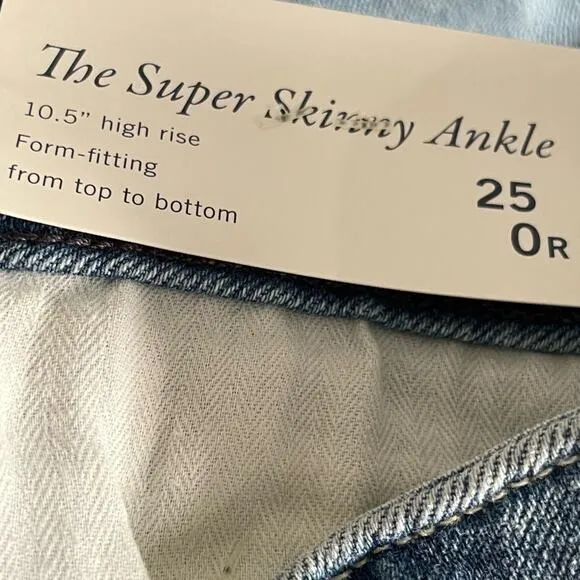 The Super Skinny Ankle
10.5" high rise
Form-fitting
from top to bottom
25
0R